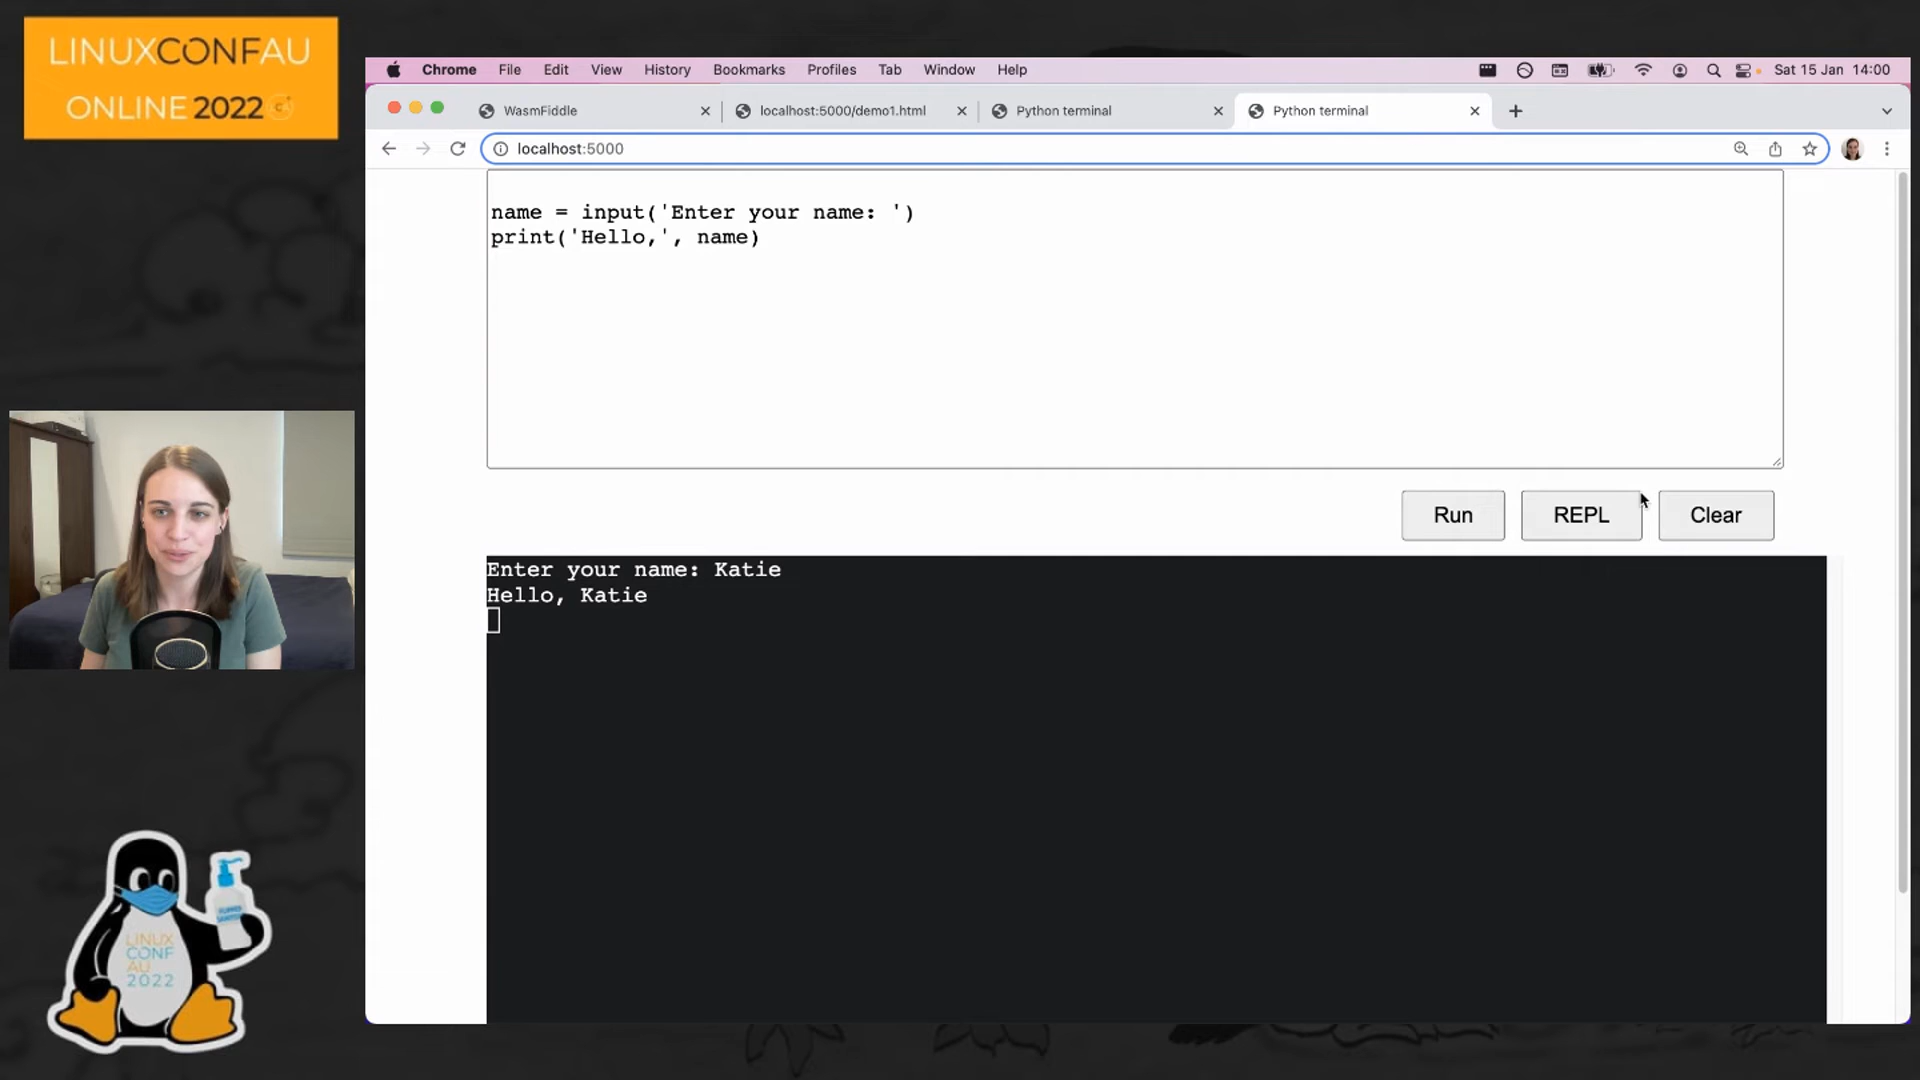 LINUXCONFAU
ONLINE 2022
Chrome File Edit View History Bookmarks Profiles Tab Window Help
Sat 15 Jan 14:00
WasmFiddle
localhost:5000/demo1.html
Python terminal
Python terminal
localhost:5000
name = input('Enter your name: ')
print('Hello,', name)
Run
REPL
Clear
Enter your name: Katie
Hello, Katie
LINUX
CONF
AU
2022